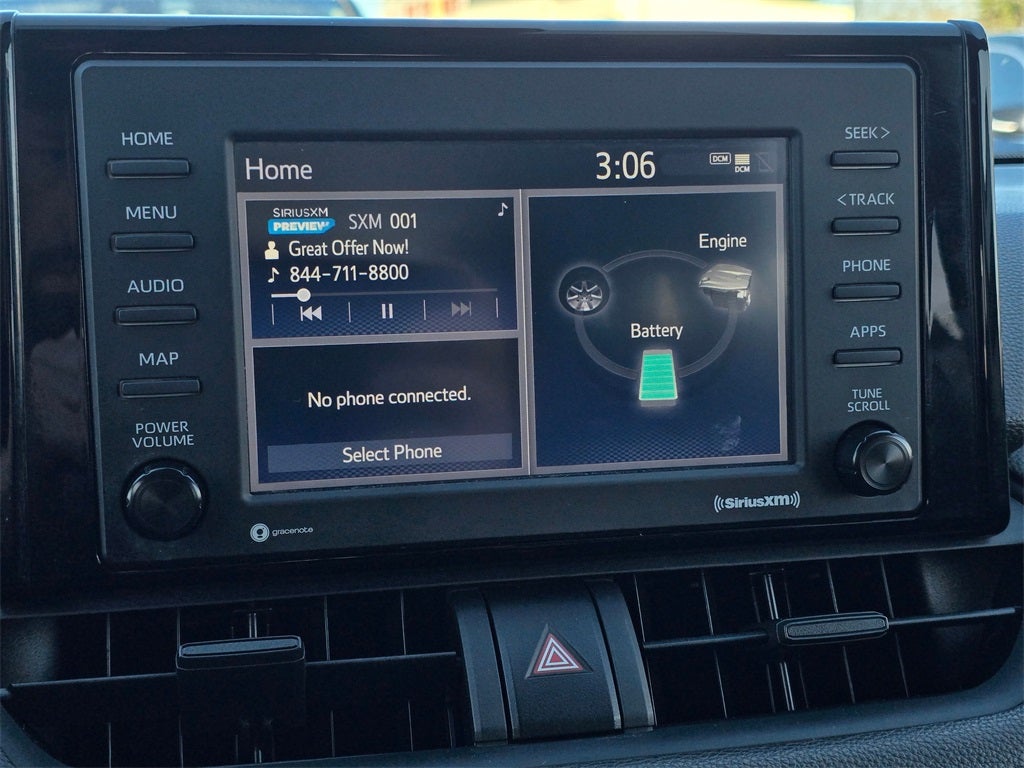 HOME
MENU
AUDIO
MAP
POWER
VOLUME
Home
3:06
DCM
DCM
SIRIUSXM
PREVIEW
SXM 001
Great Offer Now!
844-711-8800
No phone connected.
Select Phone
Engine
Battery
SEEK >
< TRACK
PHONE
APPS
TUNE
SCROLL
gracenote
SiriusXM